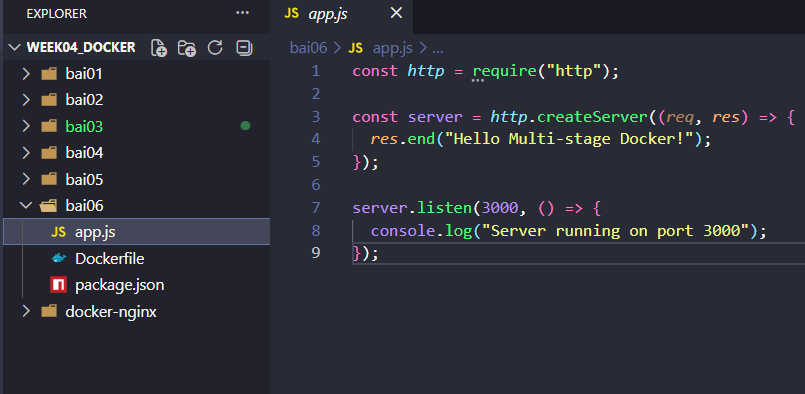 EXPLORER ...
WEEK04_DOCKER
bai01
bai02
bai03
bai04
bai05
bai06
JS app.js
Dockerfile
package.json
docker-nginx
JS app.js
bai06 > JS app.js > ...
1 const http = require("http");
2
3 const server = http.createServer((req, res) => {
4 res.end("Hello Multi-stage Docker!");
5 });
6
7 server.listen(3000, () => {
8 console.log("Server running on port 3000");
9 });